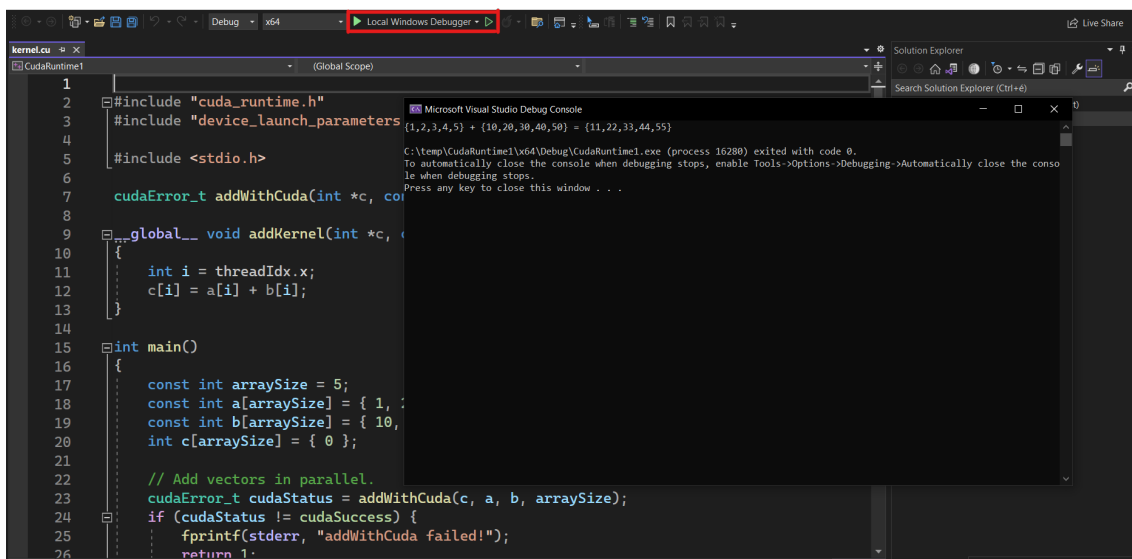 Debug x64 Local Windows Debugger Live Share
kernel.cu Solution Explorer
CudaRuntime1 (Global Scope)
Search Solution Explorer (Ctrl+é)
1
2 #include "cuda_runtime.h"
3 #include "device_launch_parameters
4
5 #include <stdio.h>
6
7 cudaError_t addWithCuda(int *c, con
8
9 __global__ void addKernel(int *c,
10 {
11 int i = threadIdx.x;
12 c[i] = a[i] + b[i];
13 }
14
15 int main()
16 {
17 const int arraySize = 5;
18 const int a[arraySize] = { 1,
19 const int b[arraySize] = { 10,
20 int c[arraySize] = { 0 };
21
22 // Add vectors in parallel.
23 cudaError_t cudaStatus = addWithCuda(c, a, b, arraySize);
24 if (cudaStatus != cudaSuccess) {
25 fprintf(stderr, "addWithCuda failed!");
26 return 1;
Microsoft Visual Studio Debug Console
{1,2,3,4,5} + {10,20,30,40,50} = {11,22,33,44,55}
C:\temp\CudaRuntime1\x64\Debug\CudaRuntime1.exe (process 16280) exited with code 0.
To automatically close the console when debugging stops, enable Tools->Options->Debugging->Automatically close the conso
le when debugging stops.
Press any key to close this window . . .